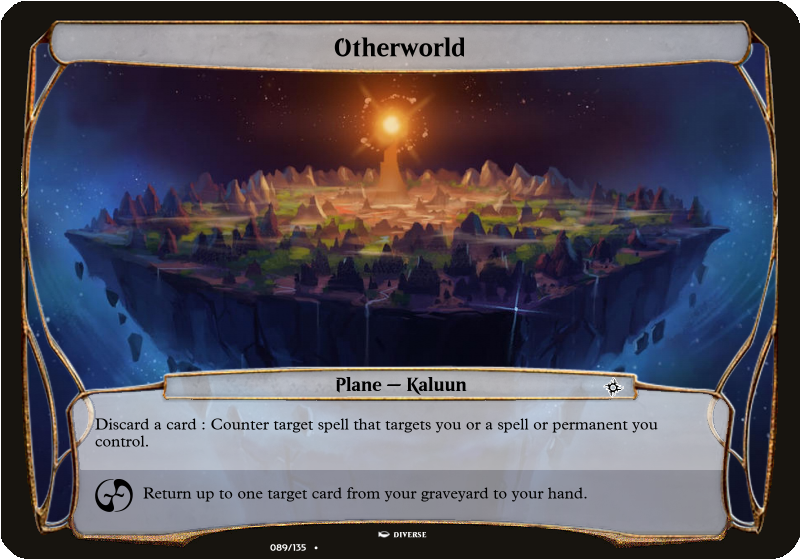 Otherworld
Plane — Kaluun
Discard a card : Counter target spell that targets you or a spell or permanent you
control.
Return up to one target card from your graveyard to your hand.
DIVERSE
089/135 •